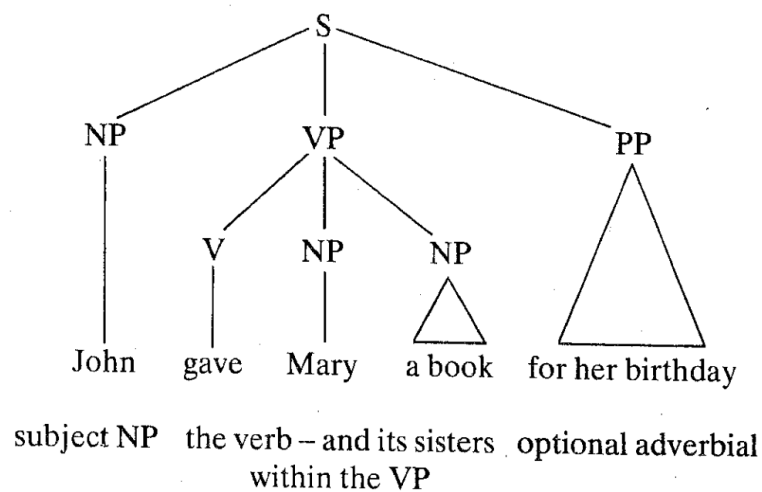 S
NP VP PP
V NP NP
John gave Mary a book for her birthday
subject NP the verb – and its sisters optional adverbial
within the VP